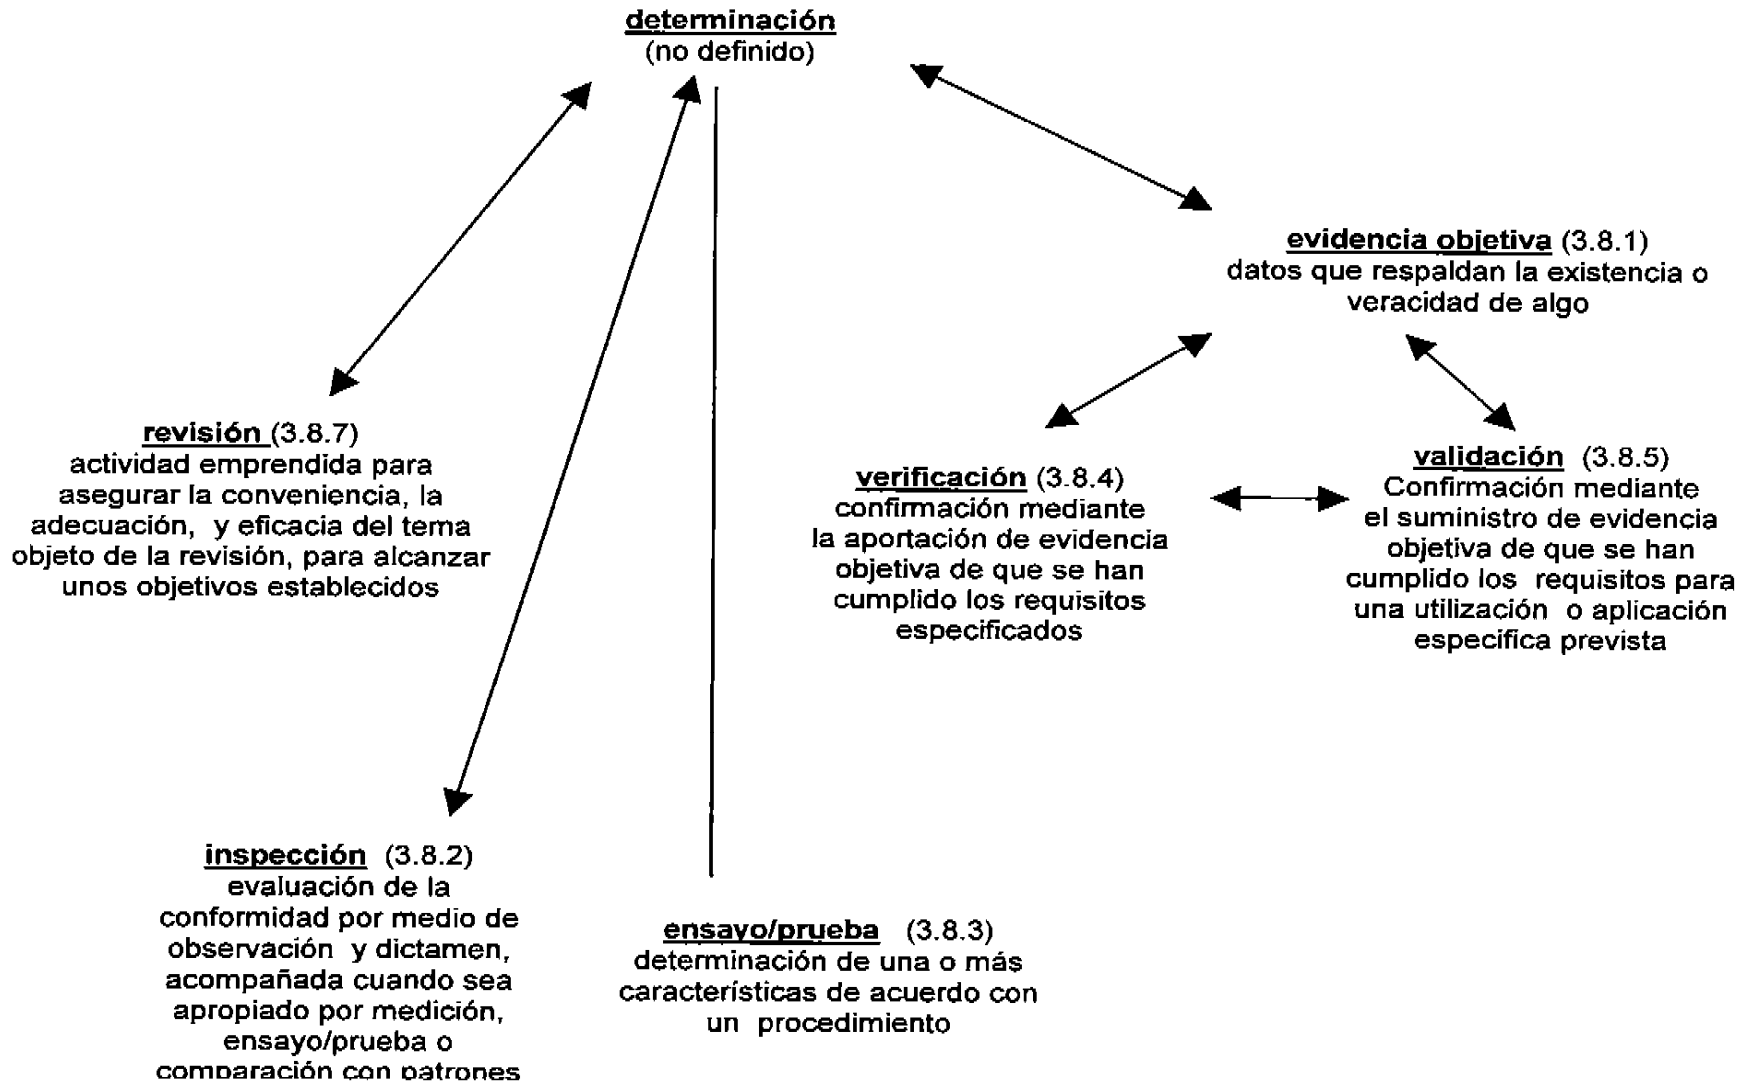 determinación
(no definido)
evidencia objetiva (3.8.1)
datos que respaldan la existencia o
veracidad de algo
revisión (3.8.7)
actividad emprendida para
asegurar la conveniencia, la
adecuación, y eficacia del tema
objeto de la revisión, para alcanzar
unos objetivos establecidos
verificación (3.8.4)
confirmación mediante
la aportación de evidencia
objetiva de que se han
cumplido los requisitos
especificados
validación (3.8.5)
Confirmación mediante
el suministro de evidencia
objetiva de que se han
cumplido los requisitos para
una utilización o aplicación
especifica prevista
inspección (3.8.2)
evaluación de la
conformidad por medio de
observación y dictamen,
acompañada cuando sea
apropiado por medición,
ensayo/prueba o
comparación con patrones
ensayo/prueba (3.8.3)
determinación de una o más
características de acuerdo con
un procedimiento